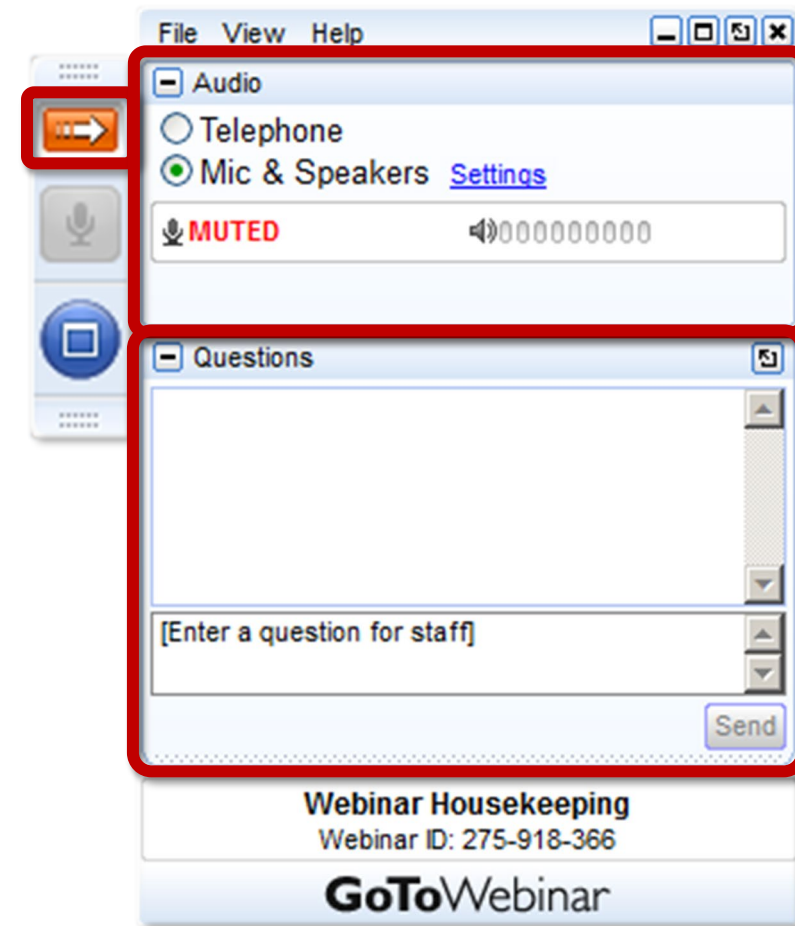 File View Help
Audio
Telephone
Mic & Speakers Settings
MUTED 000000000
Questions
[Enter a question for staff]
Send
Webinar Housekeeping
Webinar ID: 275-918-366
GoToWebinar